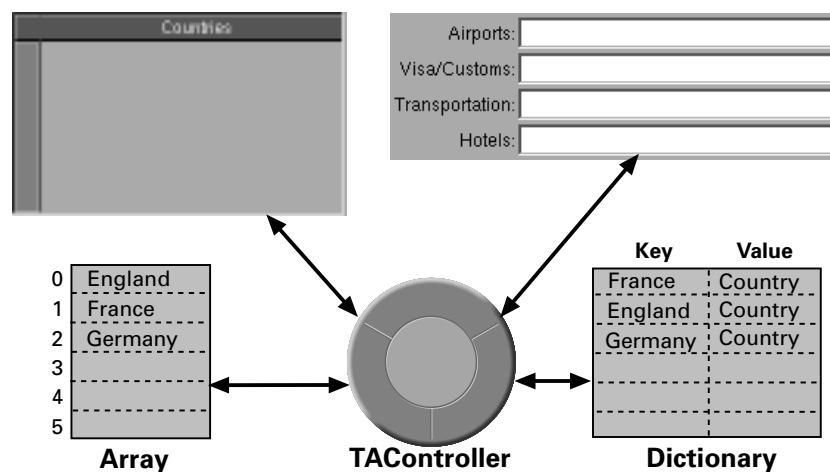 Countries
Airports:
Visa/Customs:
Transportation:
Hotels:
Key Value
0 England
1 France
2 Germany
3
4
5
France Country
England Country
Germany Country
Array
TAController
Dictionary